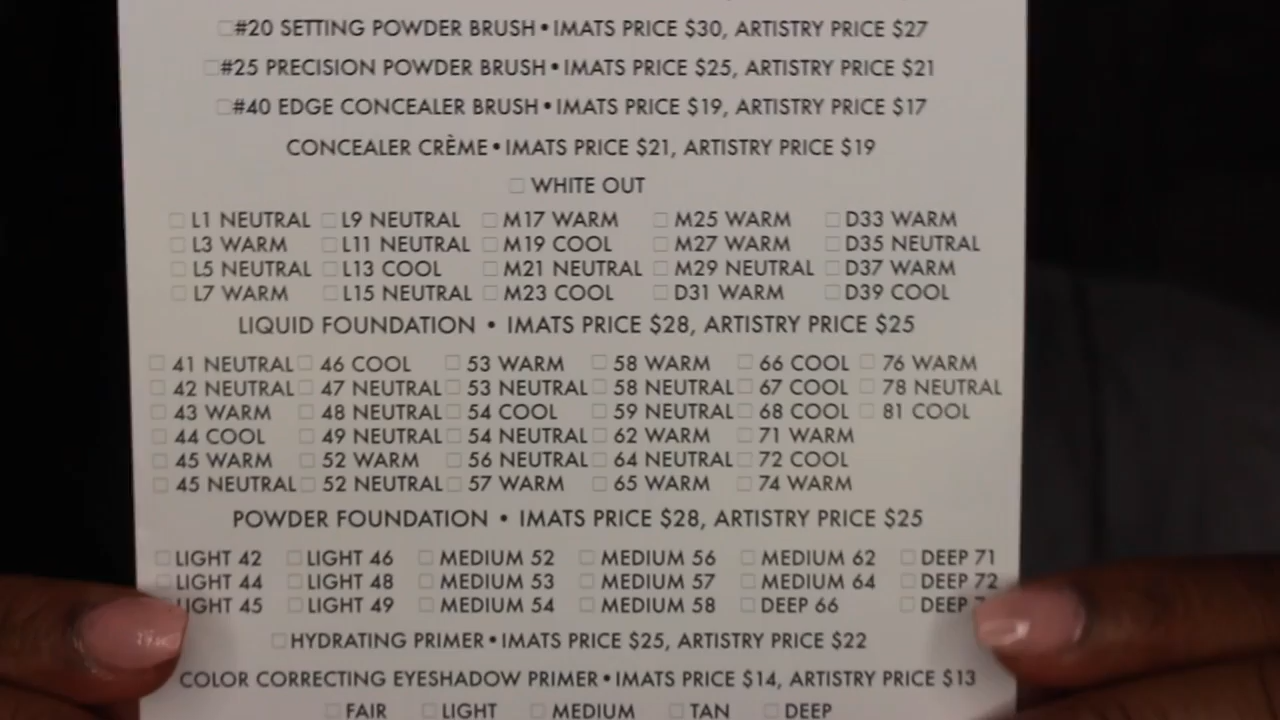 #20 SETTING POWDER BRUSH • IMATS PRICE $30, ARTISTRY PRICE $27
#25 PRECISION POWDER BRUSH • IMATS PRICE $25, ARTISTRY PRICE $21
#40 EDGE CONCEALER BRUSH • IMATS PRICE $19, ARTISTRY PRICE $17
CONCEALER CRÈME • IMATS PRICE $21, ARTISTRY PRICE $19
WHITE OUT
L1 NEUTRAL L9 NEUTRAL M17 WARM M25 WARM D33 WARM
L3 WARM L11 NEUTRAL M19 COOL M27 WARM D35 NEUTRAL
L5 NEUTRAL L13 COOL M21 NEUTRAL M29 NEUTRAL D37 WARM
L7 WARM L15 NEUTRAL M23 COOL D31 WARM D39 COOL
LIQUID FOUNDATION • IMATS PRICE $28, ARTISTRY PRICE $25
41 NEUTRAL 46 COOL 53 WARM 58 WARM 66 COOL 76 WARM
42 NEUTRAL 47 NEUTRAL 53 NEUTRAL 58 NEUTRAL 67 COOL 78 NEUTRAL
43 WARM 48 NEUTRAL 54 COOL 59 NEUTRAL 68 COOL 81 COOL
44 COOL 49 NEUTRAL 54 NEUTRAL 62 WARM 71 WARM
45 WARM 52 WARM 56 NEUTRAL 64 NEUTRAL 72 COOL
45 NEUTRAL 52 NEUTRAL 57 WARM 65 WARM 74 WARM
POWDER FOUNDATION • IMATS PRICE $28, ARTISTRY PRICE $25
LIGHT 42 LIGHT 46 MEDIUM 52 MEDIUM 56 MEDIUM 62 DEEP 71
LIGHT 44 LIGHT 48 MEDIUM 53 MEDIUM 57 MEDIUM 64 DEEP 72
LIGHT 45 LIGHT 49 MEDIUM 54 MEDIUM 58 DEEP 66 DEEP
HYDRATING PRIMER • IMATS PRICE $25, ARTISTRY PRICE $22
COLOR CORRECTING EYESHADOW PRIMER • IMATS PRICE $14, ARTISTRY PRICE $13
FAIR LIGHT MEDIUM TAN DEEP